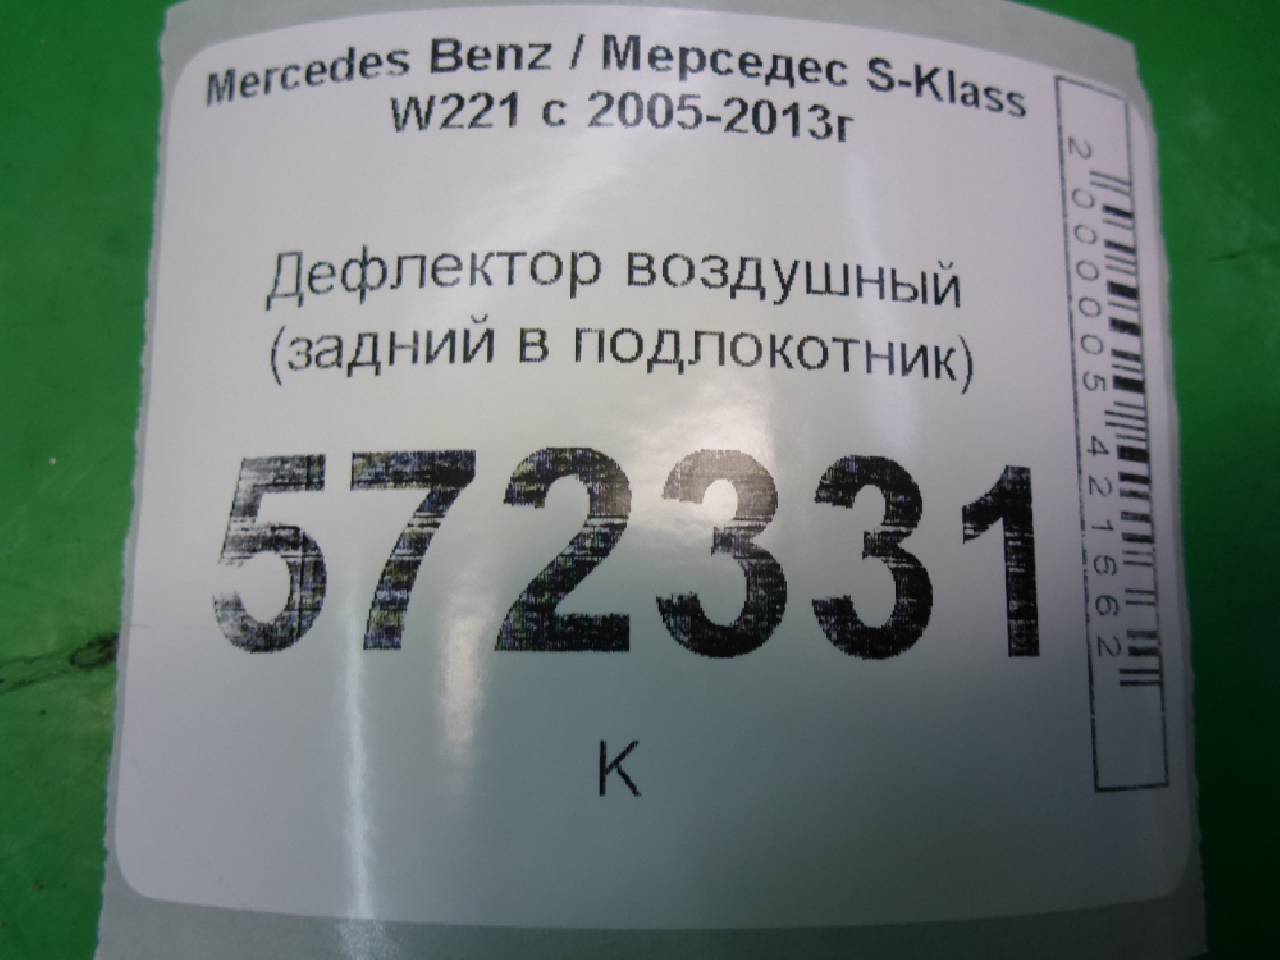 Mercedes Benz / Мерседес S-Klass
W221 с 2005-2013г
Дефлектор воздушный
(задний в подлокотник)
572331
К
2000005421662